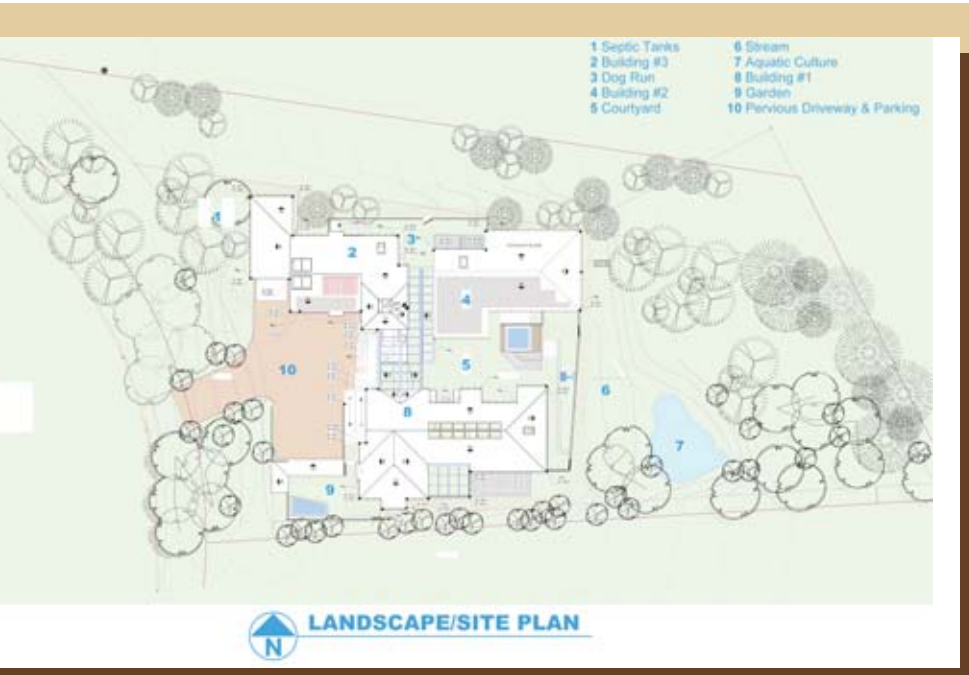 1 Septic Tanks
2 Building #3
3 Dog Run
4 Building #2
5 Courtyard
6 Stream
7 Aquatic Culture
8 Building #1
9 Garden
10 Pervious Driveway & Parking
1
2
3
4
10
5
6
8
7
9
LANDSCAPE/SITE PLAN
N